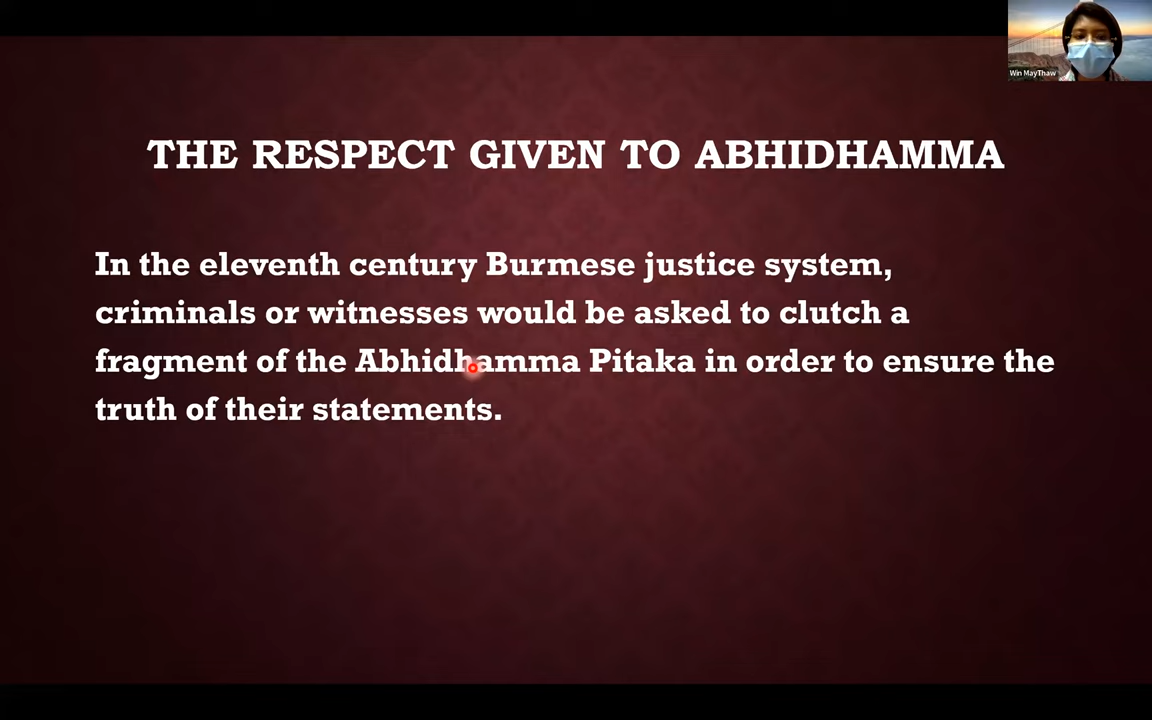 Win MayThaw
THE RESPECT GIVEN TO ABHIDHAMMA
In the eleventh century Burmese justice system,
criminals or witnesses would be asked to clutch a
fragment of the Abhidhamma Pitaka in order to ensure the
truth of their statements.